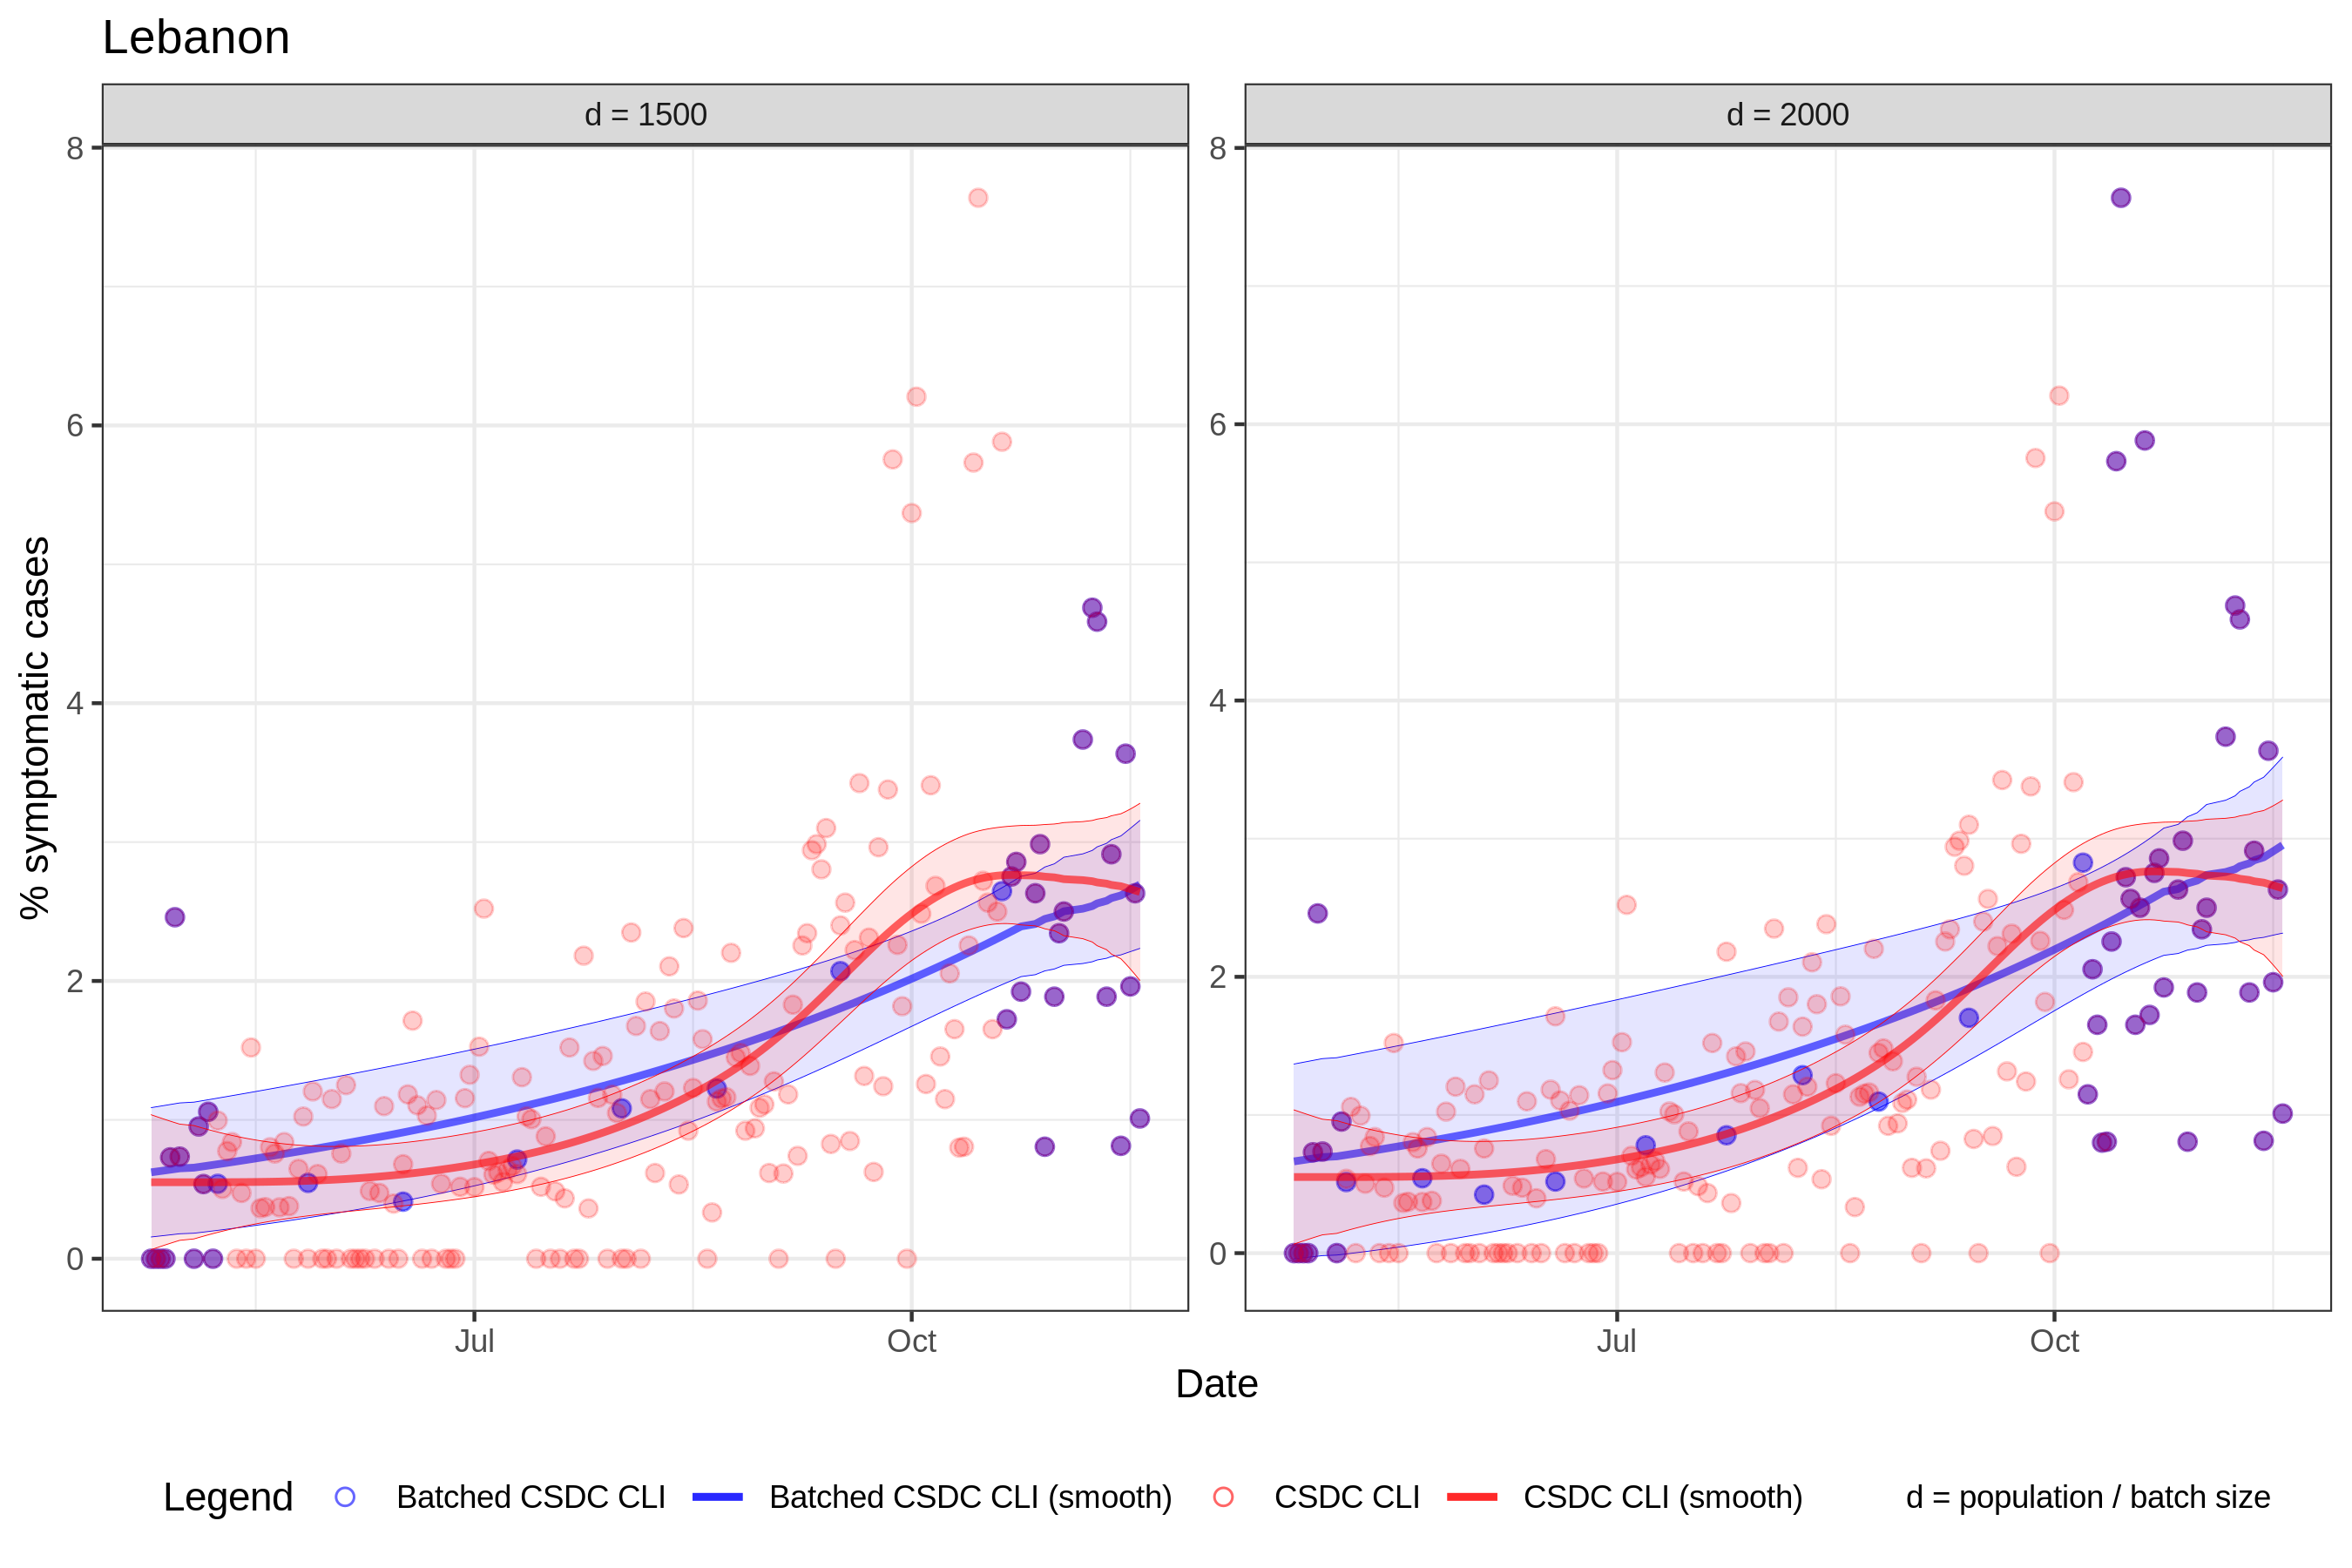 Lebanon
d = 1500
d = 2000
% symptomatic cases
8
6
4
2
0
8
6
4
2
0
Jul
Oct
Jul
Oct
Date
Legend Batched CSDC CLI Batched CSDC CLI (smooth) CSDC CLI CSDC CLI (smooth) d = population / batch size